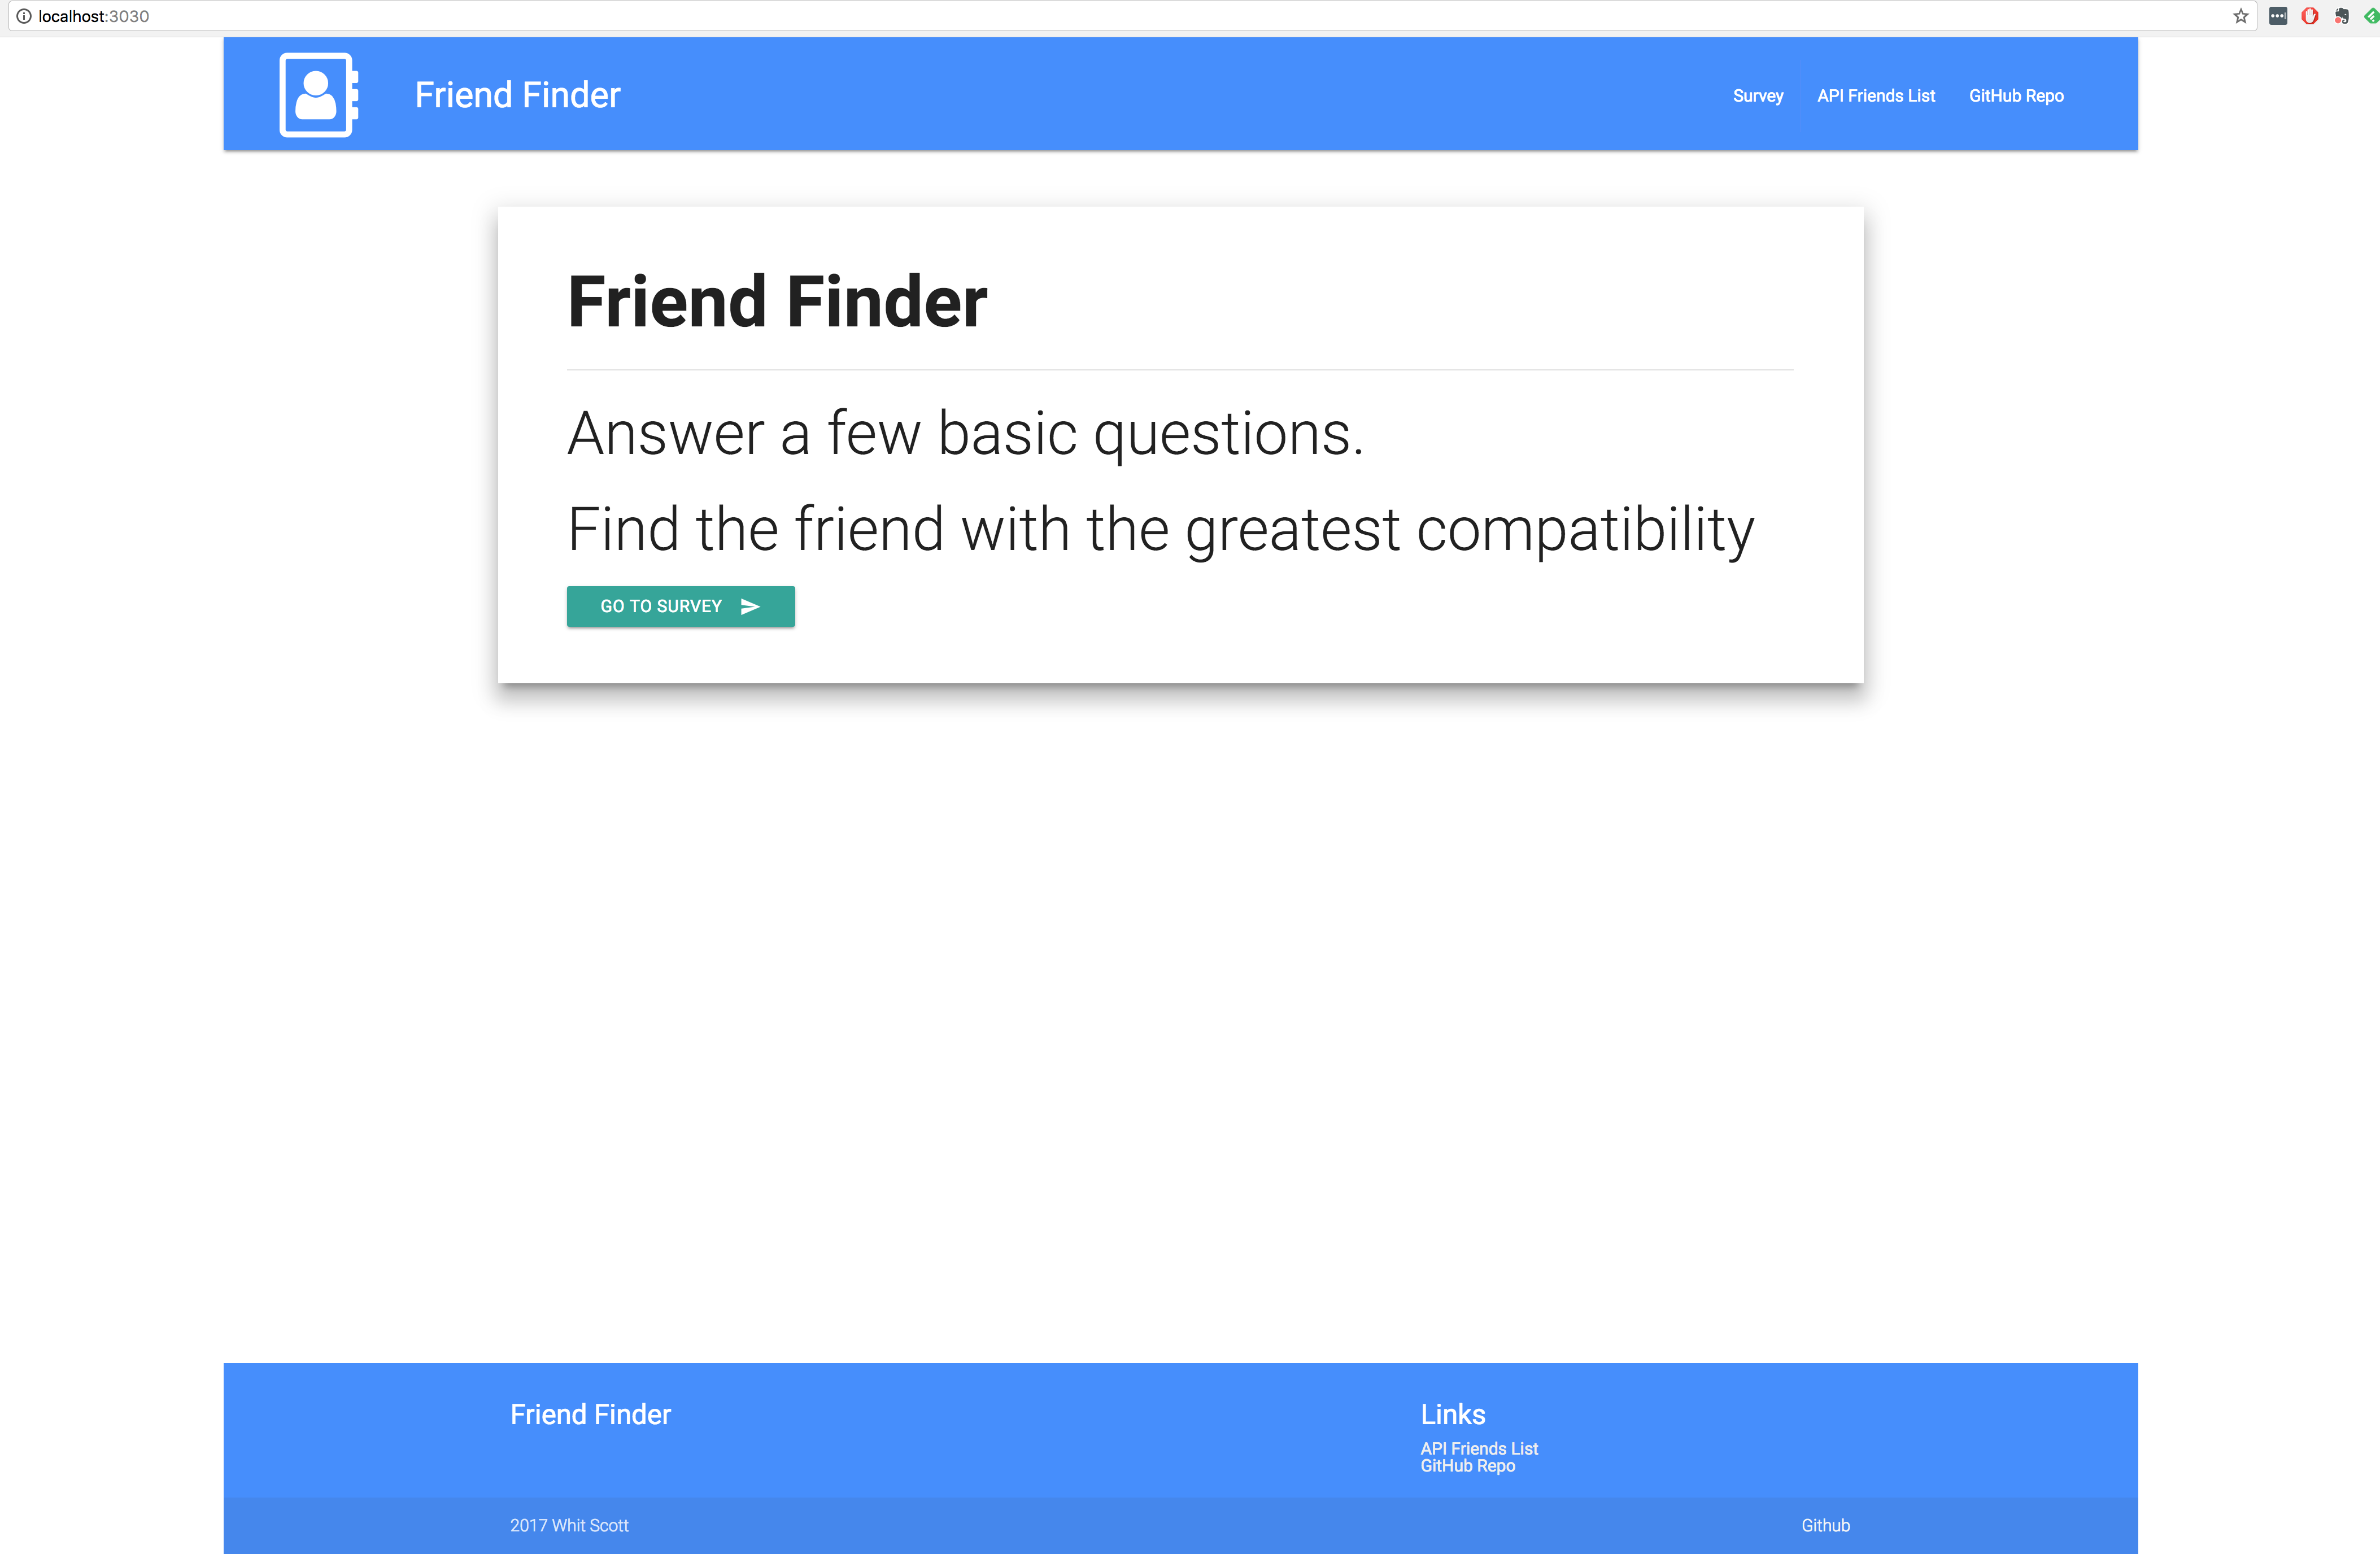 localhost:3030
Friend Finder
Survey API Friends List GitHub Repo
Friend Finder
Answer a few basic questions.
Find the friend with the greatest compatibility
GO TO SURVEY
Friend Finder
Links
API Friends List
GitHub Repo
2017 Whit Scott
Github